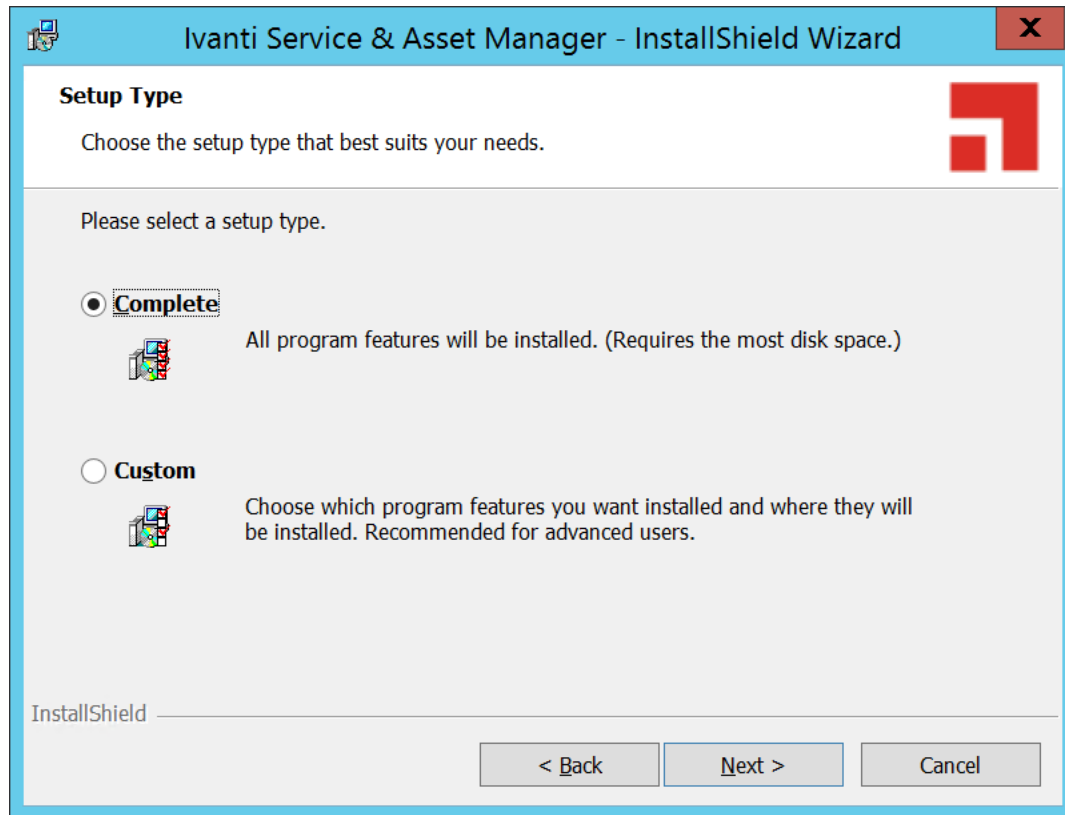 Ivanti Service & Asset Manager - InstallShield Wizard
X
Setup Type
Choose the setup type that best suits your needs.
Please select a setup type.
Complete
All program features will be installed. (Requires the most disk space.)
Custom
Choose which program features you want installed and where they will
be installed. Recommended for advanced users.
InstallShield
< Back
Next >
Cancel